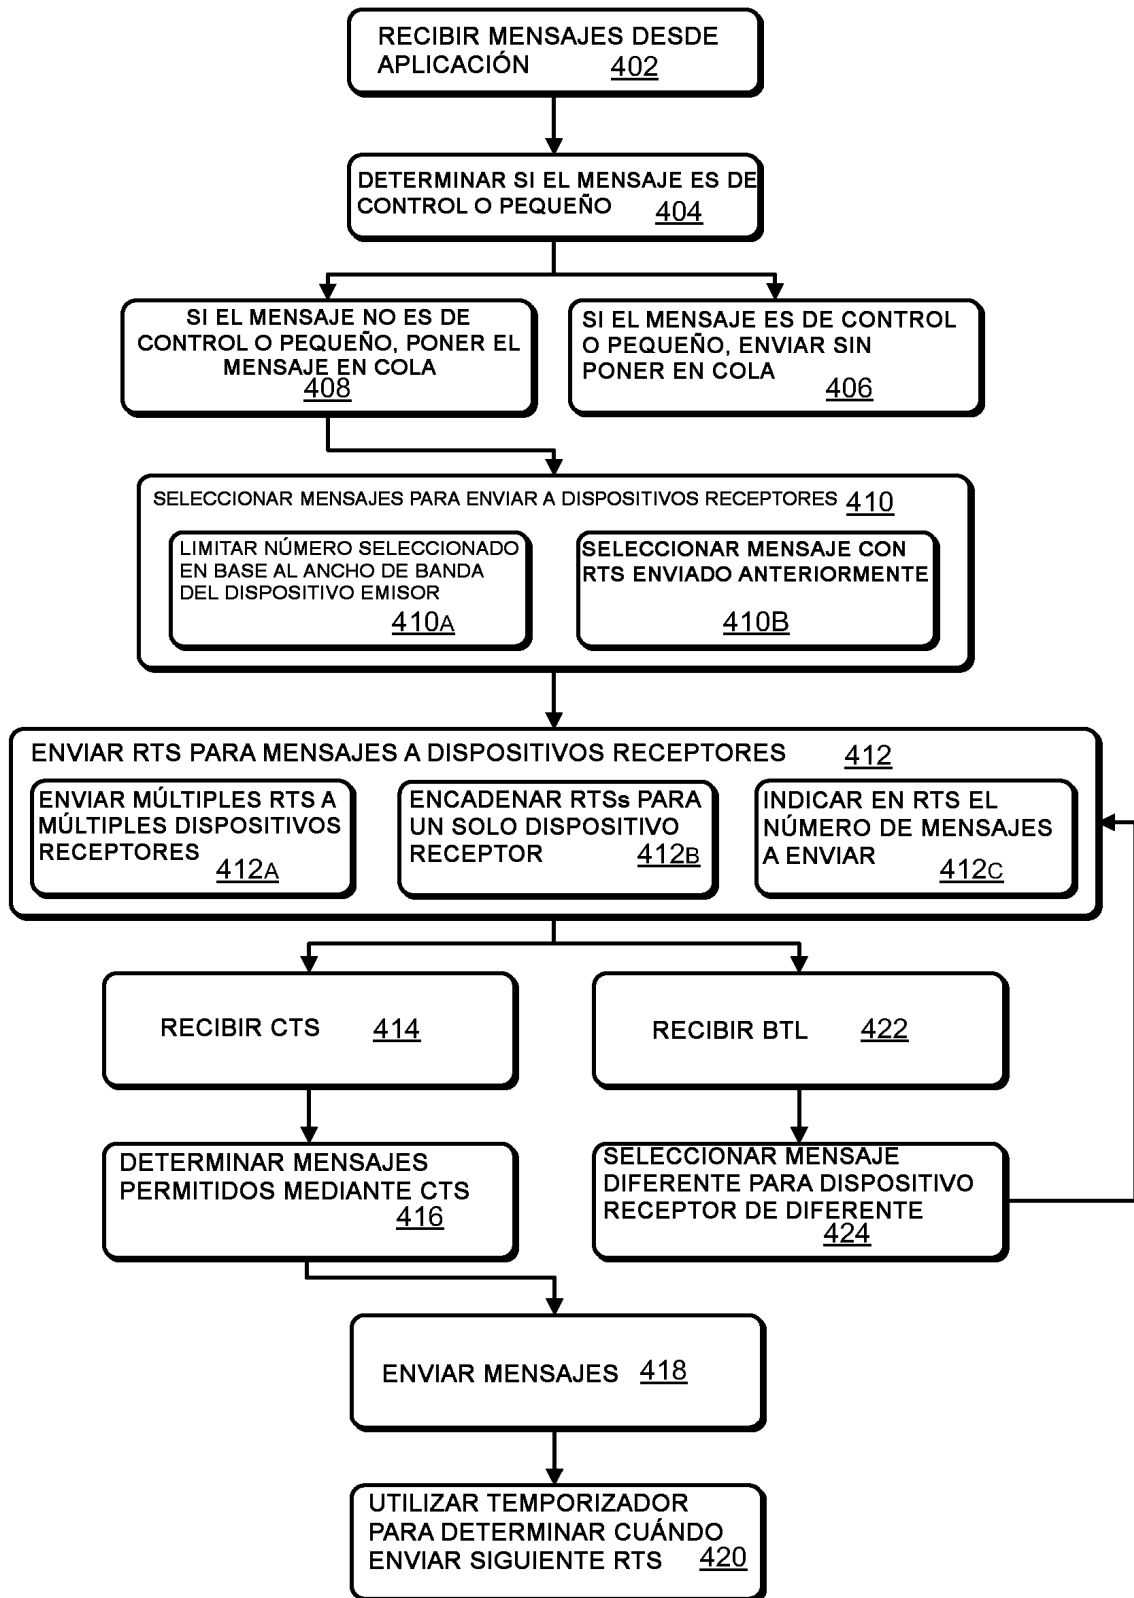 RECIBIR MENSAJES DESDE
APLICACIÓN 402
DETERMINAR SI EL MENSAJE ES DE
CONTROL O PEQUEÑO 404
SI EL MENSAJE NO ES DE
CONTROL O PEQUEÑO, PONER EL
MENSAJE EN COLA
408
SI EL MENSAJE ES DE CONTROL
O PEQUEÑO, ENVIAR SIN
PONER EN COLA 406
SELECCIONAR MENSAJES PARA ENVIAR A DISPOSITIVOS RECEPTORES 410
LIMITAR NÚMERO SELECCIONADO
EN BASE AL ANCHO DE BANDA
DEL DISPOSITIVO EMISOR
410A
SELECCIONAR MENSAJE CON
RTS ENVIADO ANTERIORMENTE
410B
ENVIAR RTS PARA MENSAJES A DISPOSITIVOS RECEPTORES 412
ENVIAR MÚLTIPLES RTS A
MÚLTIPLES DISPOSITIVOS
RECEPTORES 412A
ENCADENAR RTSs PARA
UN SOLO DISPOSITIVO
RECEPTOR 412B
INDICAR EN RTS EL
NÚMERO DE MENSAJES
A ENVIAR 412C
RECIBIR CTS 414
RECIBIR BTL 422
DETERMINAR MENSAJES
PERMITIDOS MEDIANTE CTS
416
SELECCIONAR MENSAJE
DIFERENTE PARA DISPOSITIVO
RECEPTOR DE DIFERENTE
424
ENVIAR MENSAJES 418
UTILIZAR TEMPORIZADOR
PARA DETERMINAR CUÁNDO
ENVIAR SIGUIENTE RTS 420